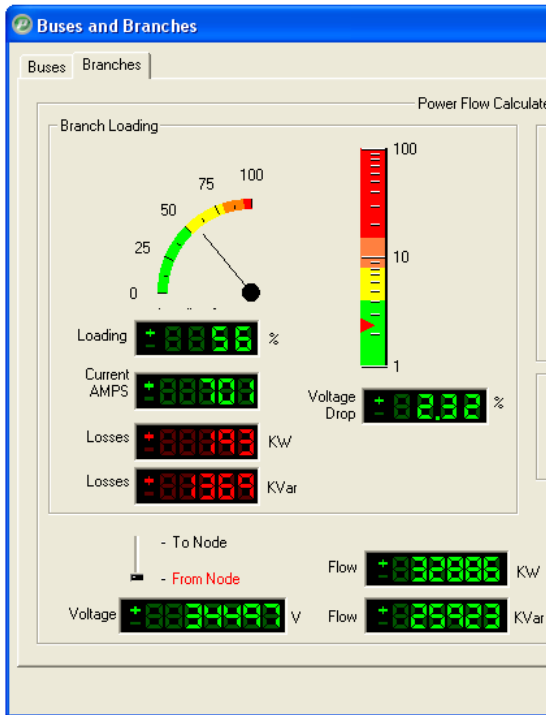 Buses and Branches
Buses Branches
Power Flow Calculate
Branch Loading
0 25 50 75 100
100
10
1
Loading 56 %
Current AMPS 701
Voltage Drop 2.32 %
Losses 193 KW
Losses 1369 KVar
- To Node
- From Node
Flow 32886 KW
Voltage 34497 V
Flow 25923 KVar